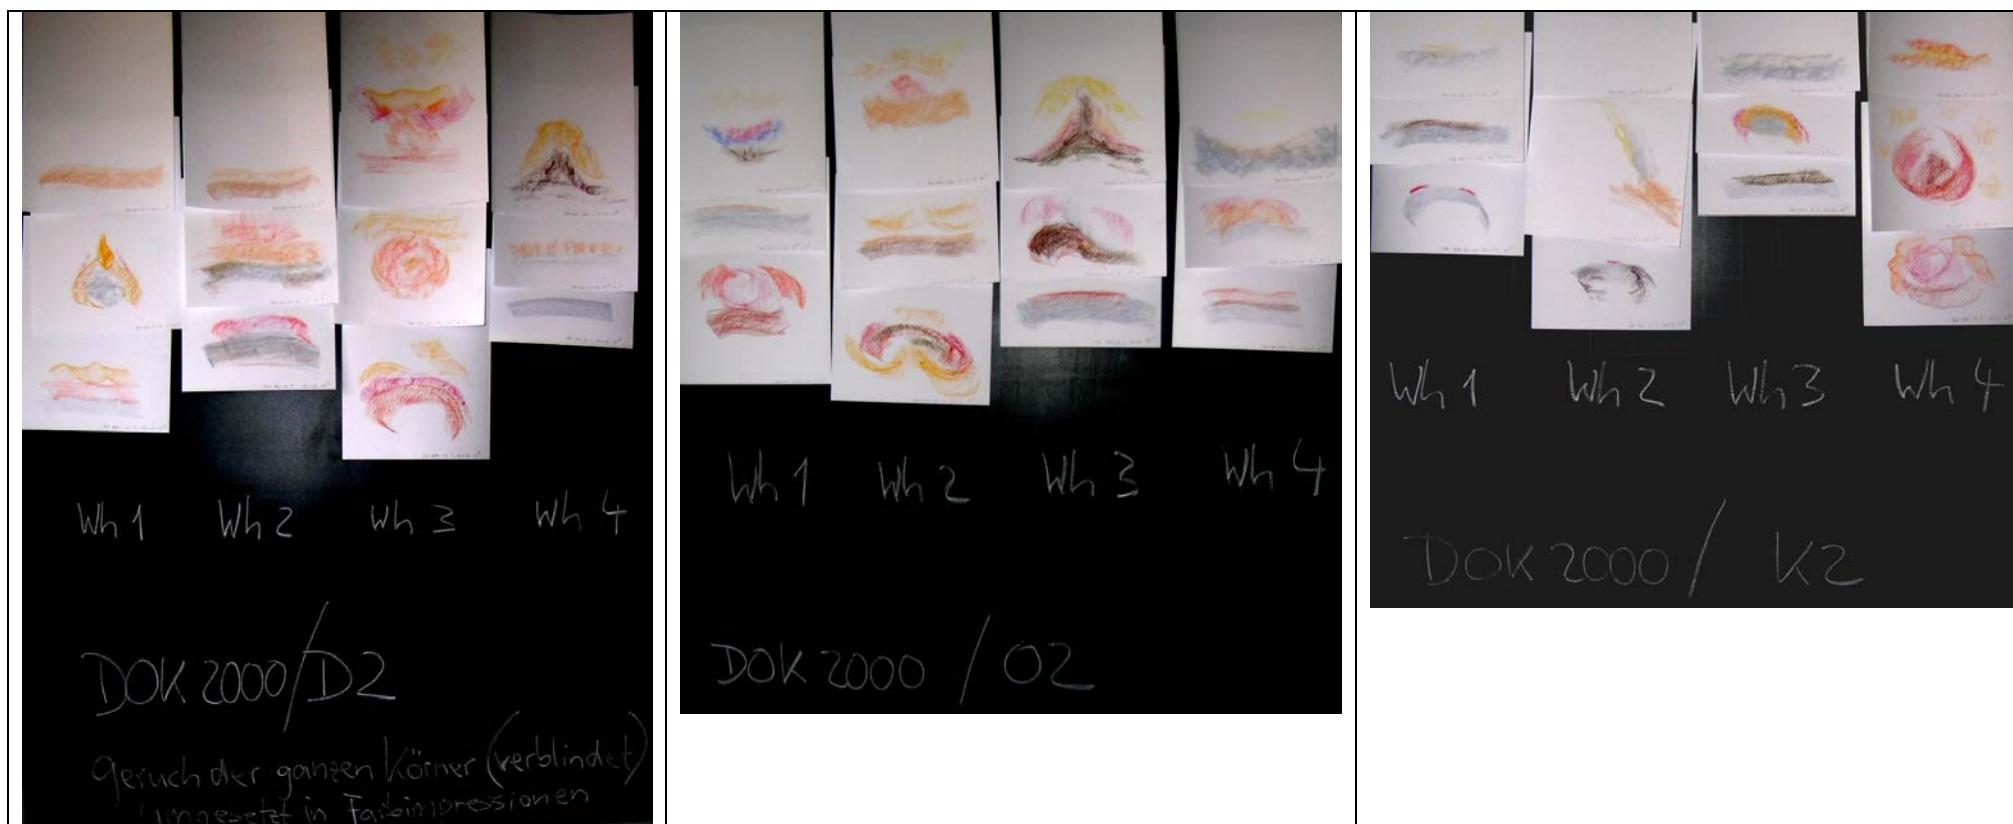 Wh 1 Wh 2 Wh 3 Wh 4
DOK 2000/D2
Geruch der ganzen Körner (verblindet)
umgesetzt in Farbimpressionen
Wh 1 Wh 2 Wh 3 Wh 4
DOK 2000 / O2
Wh 1 Wh 2 Wh 3 Wh 4
DOK 2000 / K2